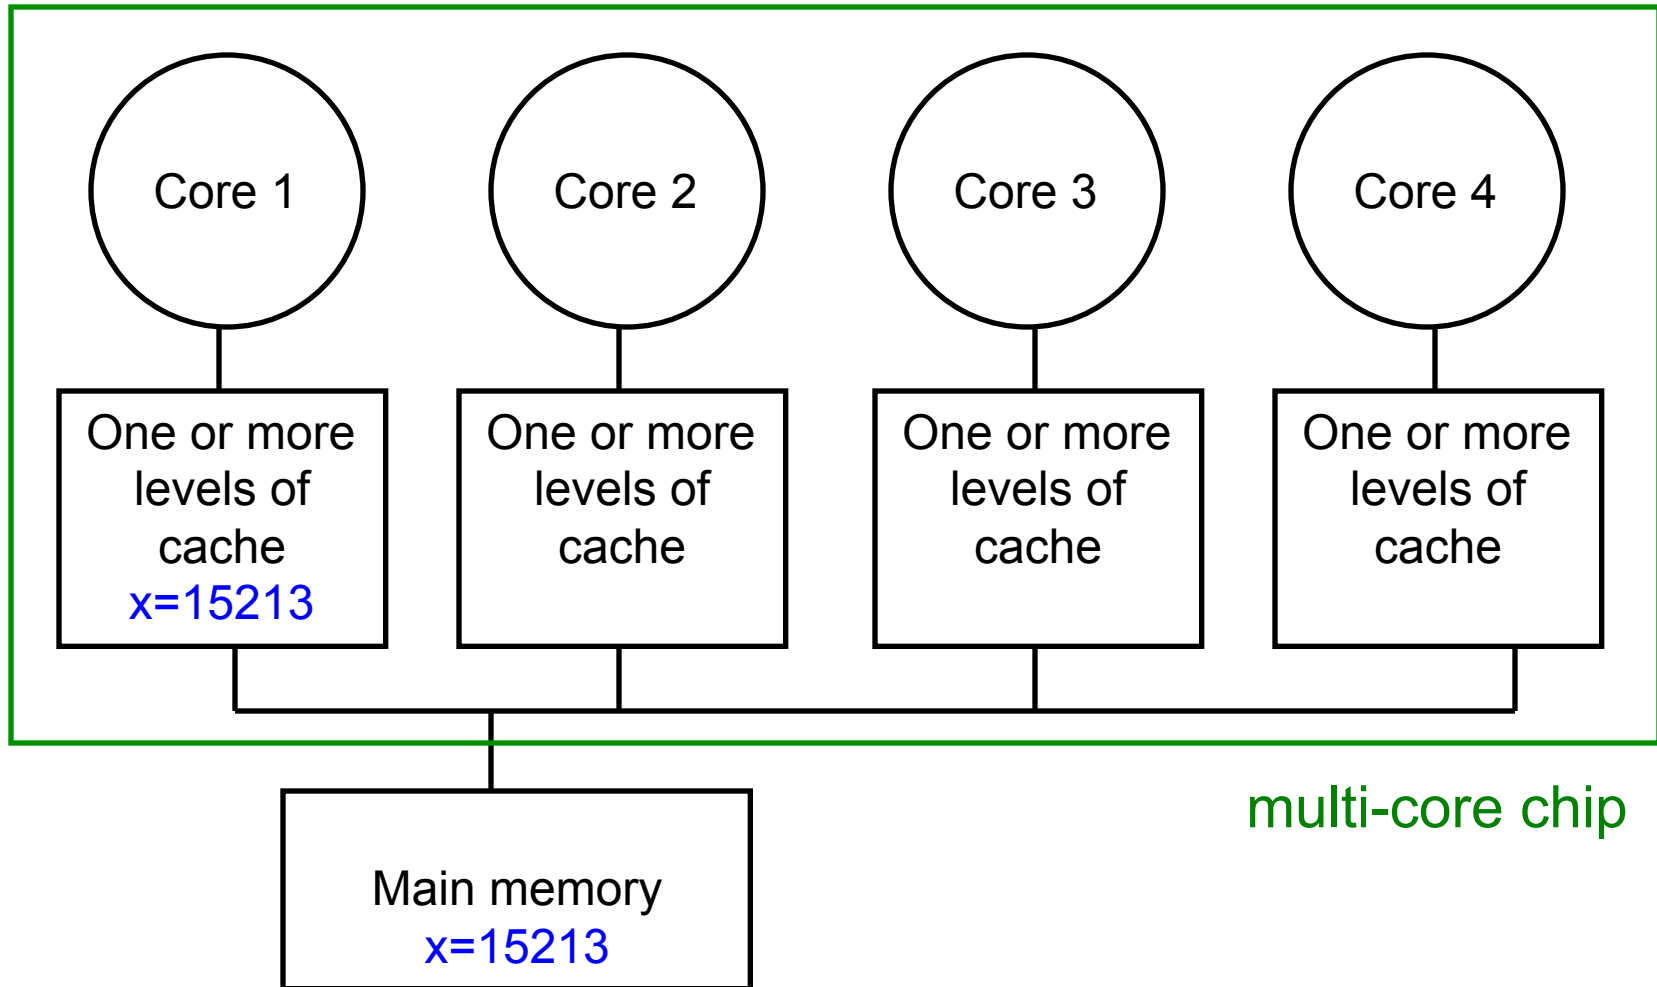 Core 1
Core 2
Core 3
Core 4
One or more
levels of
cache
x=15213
One or more
levels of
cache
One or more
levels of
cache
One or more
levels of
cache
multi-core chip
Main memory
x=15213